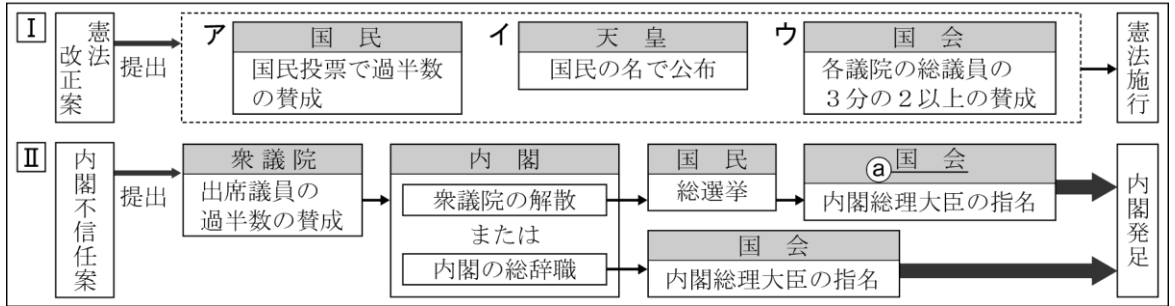 Ⅰ
憲法
改正案
提出
ア
国民
国民投票で過半数
の賛成
イ
天皇
国民の名で公布
ウ
国会
各議院の総議員の
3分の2以上の賛成
憲法施行
Ⅱ
内閣不信任案
提出
衆議院
出席議員の
過半数の賛成
内閣
衆議院の解散
または
内閣の総辞職
国民
総選挙
ⓐ国会
内閣総理大臣の指名
国会
内閣総理大臣の指名
内閣発足